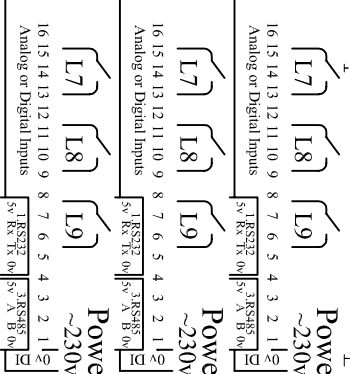 Powe
L7 L8 L9 ~230v
16 15 14 13 12 11 10 9 8 7 6 5 4 3 2 1 0v
Analog or Digital Inputs 1.RS232 3.RS485 DI
5v Rx Tx 0v 5v A B 0v
Powe
L7 L8 L9 ~230v
16 15 14 13 12 11 10 9 8 7 6 5 4 3 2 1 0v
Analog or Digital Inputs 1.RS232 3.RS485 DI
5v Rx Tx 0v 5v A B 0v
Powe
L7 L8 L9 ~230v
16 15 14 13 12 11 10 9 8 7 6 5 4 3 2 1 0v
Analog or Digital Inputs 1.RS232 3.RS485 DI
5v Rx Tx 0v 5v A B 0v